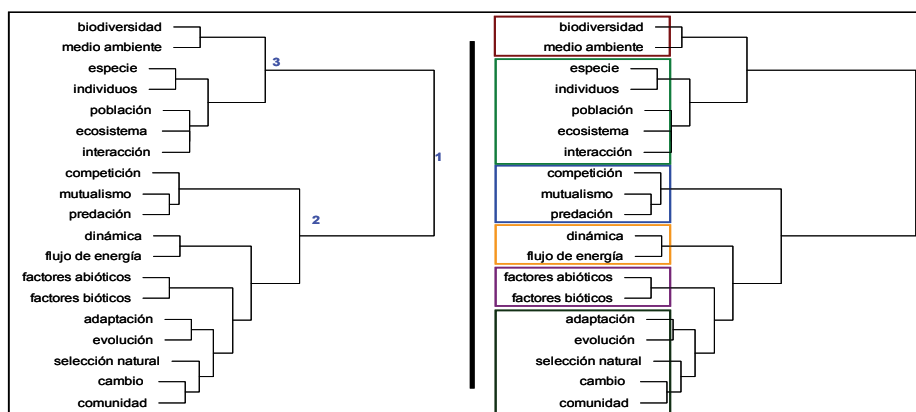 biodiversidad
medio ambiente
3
especie
individuos
población
ecosistema
interacción
1
competición
mutualismo
predación
2
dinámica
flujo de energía
factores abióticos
factores bióticos
adaptación
evolución
selección natural
cambio
comunidad
biodiversidad
medio ambiente
especie
individuos
población
ecosistema
interacción
competición
mutualismo
predación
dinámica
flujo de energía
factores abióticos
factores bióticos
adaptación
evolución
selección natural
cambio
comunidad